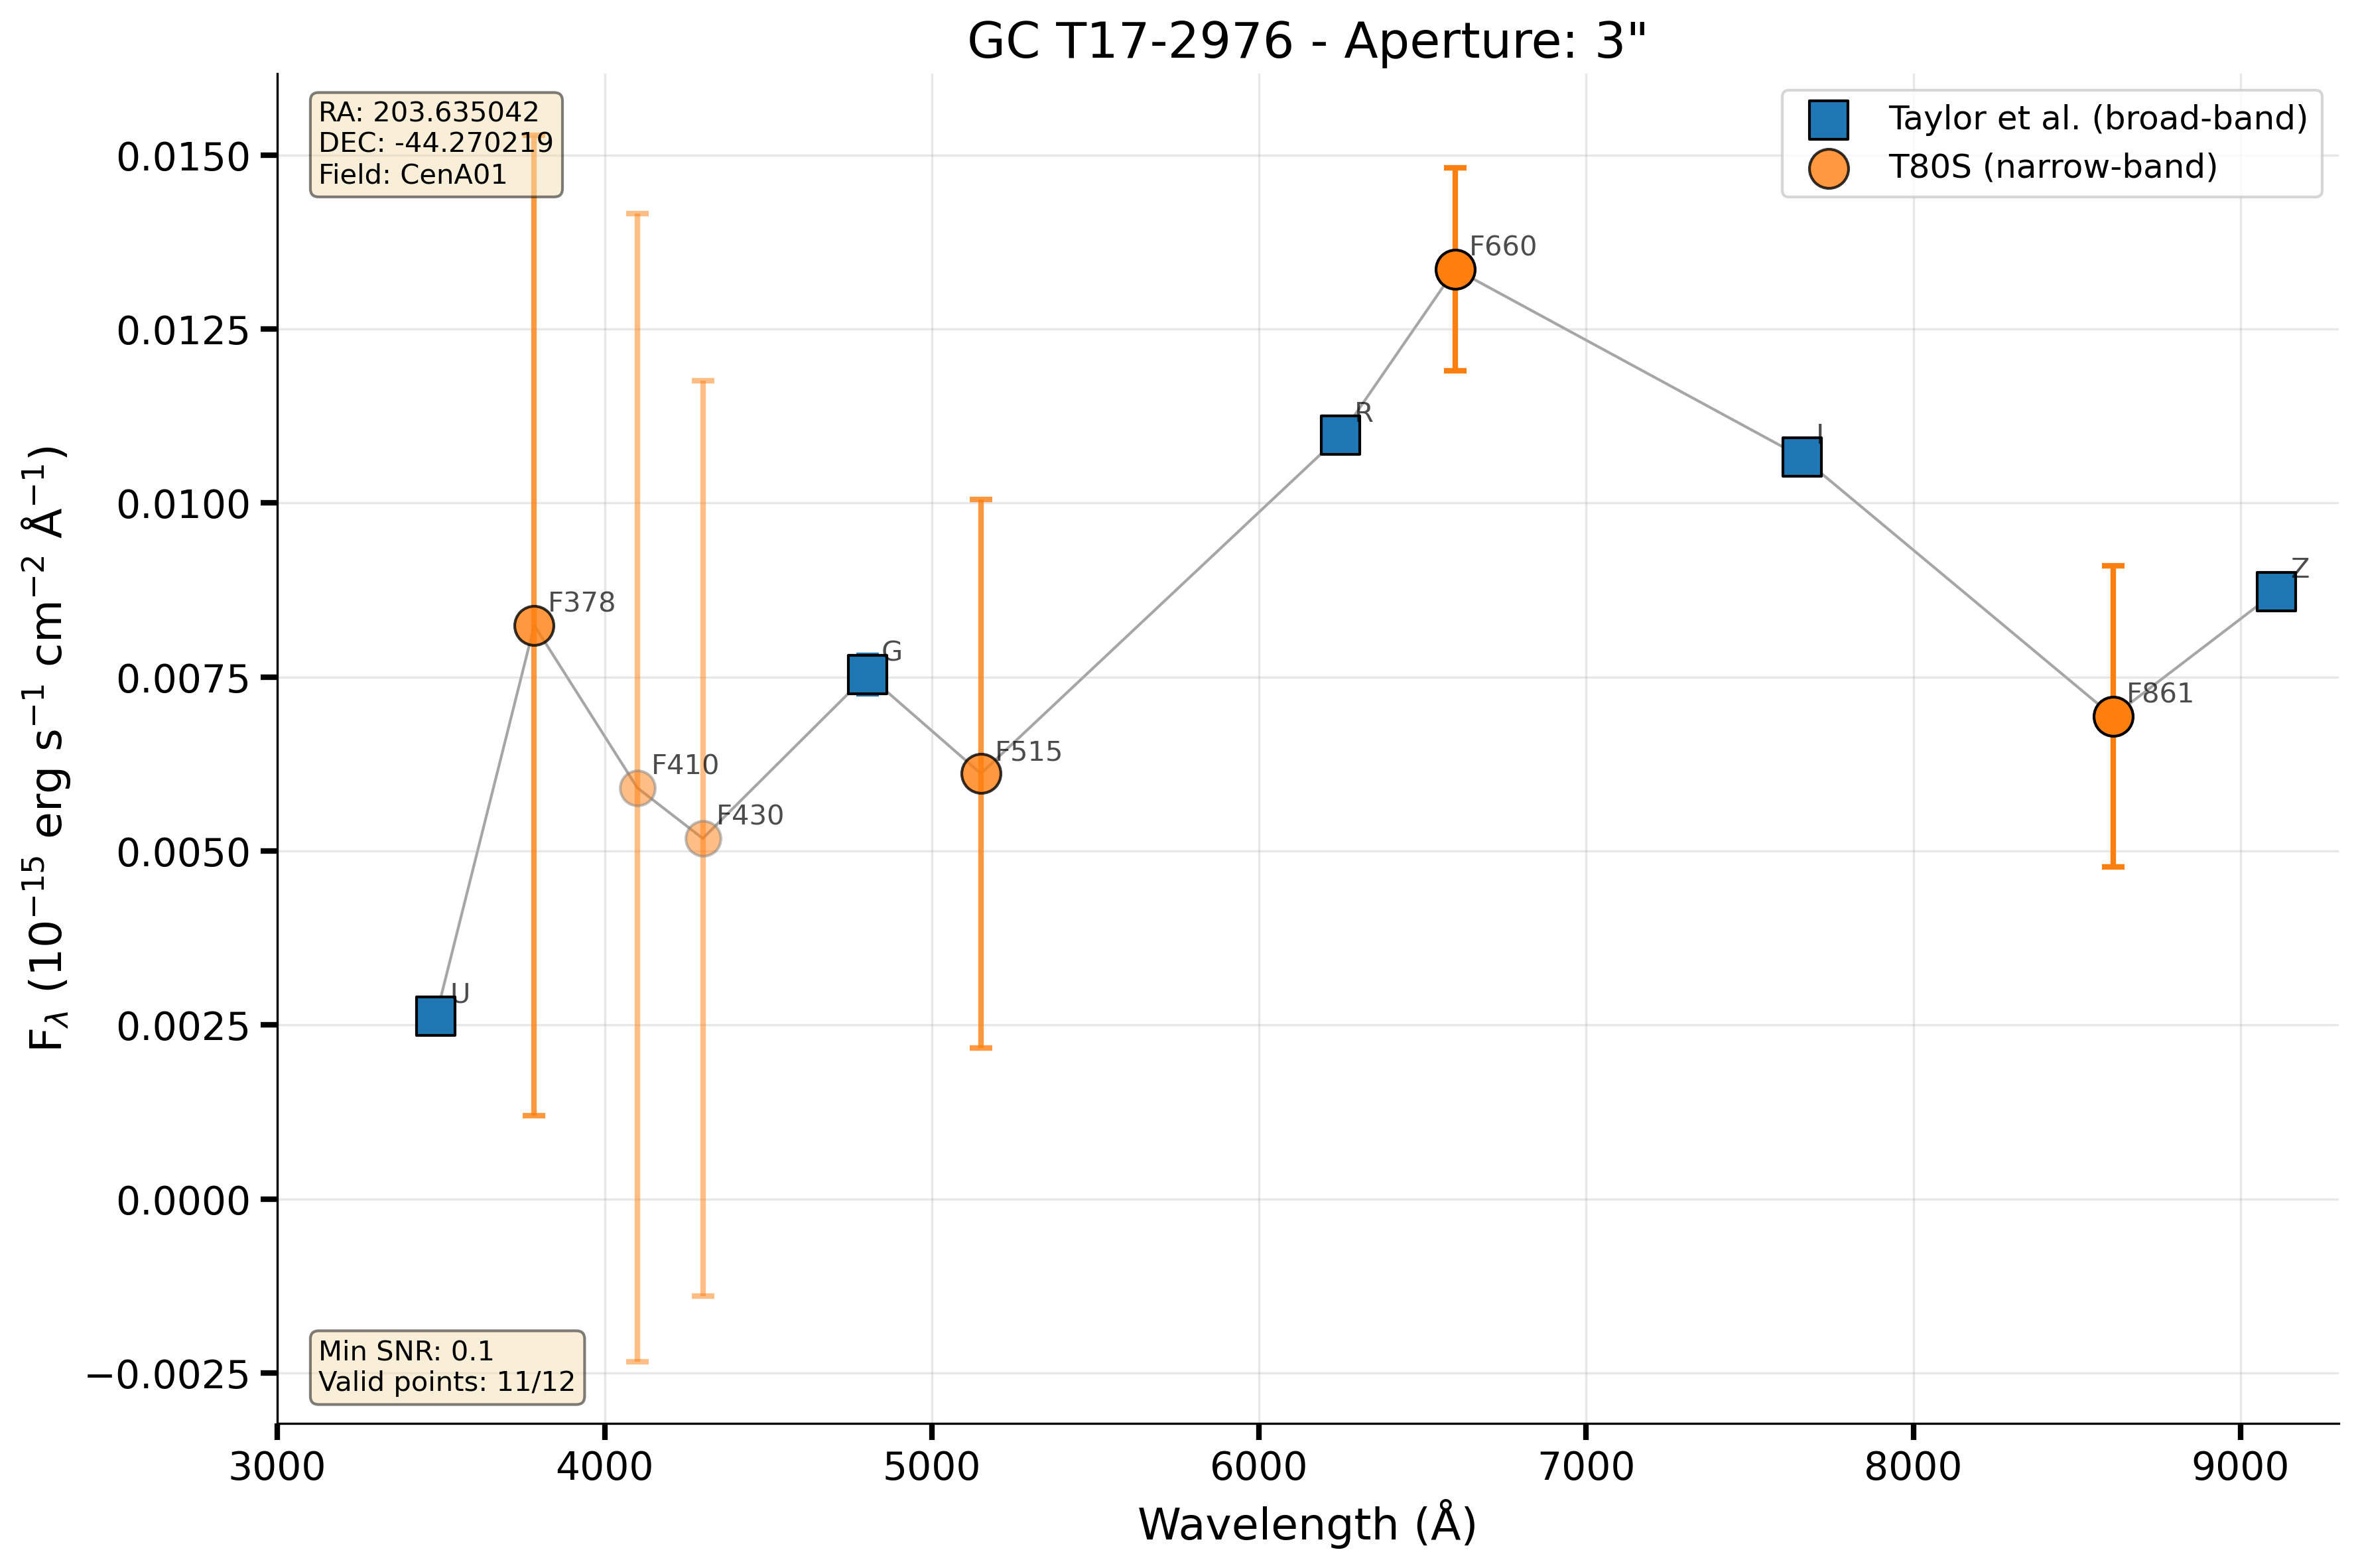 GC T17-2976 - Aperture: 3"
RA: 203.635042
DEC: -44.270219
Field: CenA01
Taylor et al. (broad-band)
T80S (narrow-band)
0.0150
0.0125
0.0100
0.0075
0.0050
0.0025
0.0000
−0.0025
F_λ (10⁻¹⁵ erg s⁻¹ cm⁻² Å⁻¹)
U
F378
F410
F430
G
F515
R
F660
I
F861
Z
Min SNR: 0.1
Valid points: 11/12
3000 4000 5000 6000 7000 8000 9000
Wavelength (Å)